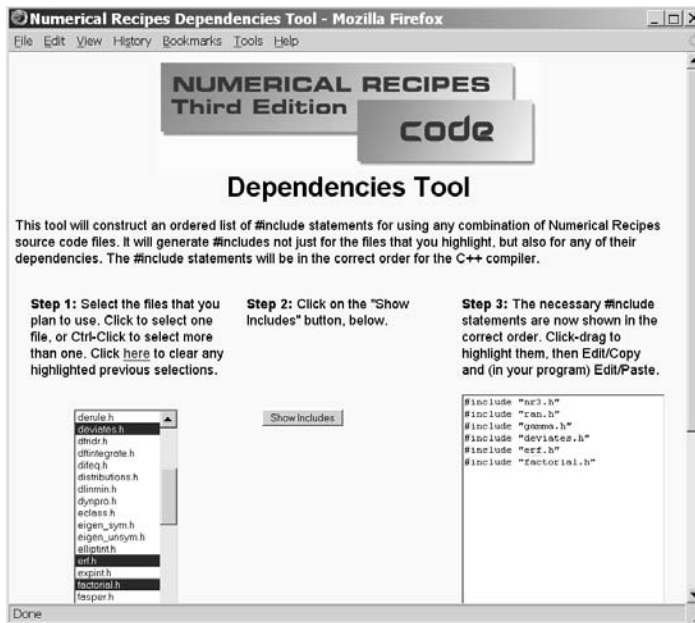 Numerical Recipes Dependencies Tool - Mozilla Firefox
File Edit View History Bookmarks Tools Help
NUMERICAL RECIPES
Third Edition
code
Dependencies Tool
This tool will construct an ordered list of #include statements for using any combination of Numerical Recipes
source code files. It will generate #includes not just for the files that you highlight, but also for any of their
dependencies. The #include statements will be in the correct order for the C++ compiler.
Step 1: Select the files that you
plan to use. Click to select one
file, or Ctrl-Click to select more
than one. Click here to clear any
highlighted previous selections.
Step 2: Click on the "Show
Includes" button, below.
Step 3: The necessary #include
statements are now shown in the
correct order. Click-drag to
highlight them, then Edit/Copy
and (in your program) Edit/Paste.
derule.h
deviates.h
dfridr.h
dftintegrate.h
difeq.h
distributions.h
dlinmin.h
dynpro.h
eclass.h
eigen_sym.h
eigen_unsym.h
elliptint.h
erf.h
expint.h
factorial.h
fasper.h
Show Includes
#include "nr3.h"
#include "ran.h"
#include "gamma.h"
#include "deviates.h"
#include "erf.h"
#include "factorial.h"
Done